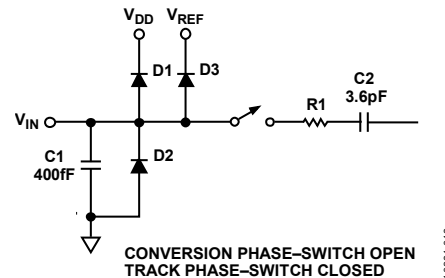 VDD VREF
D1 D3
VIN
C1
400fF
D2
R1
C2
3.6pF
CONVERSION PHASE–SWITCH OPEN
TRACK PHASE–SWITCH CLOSED